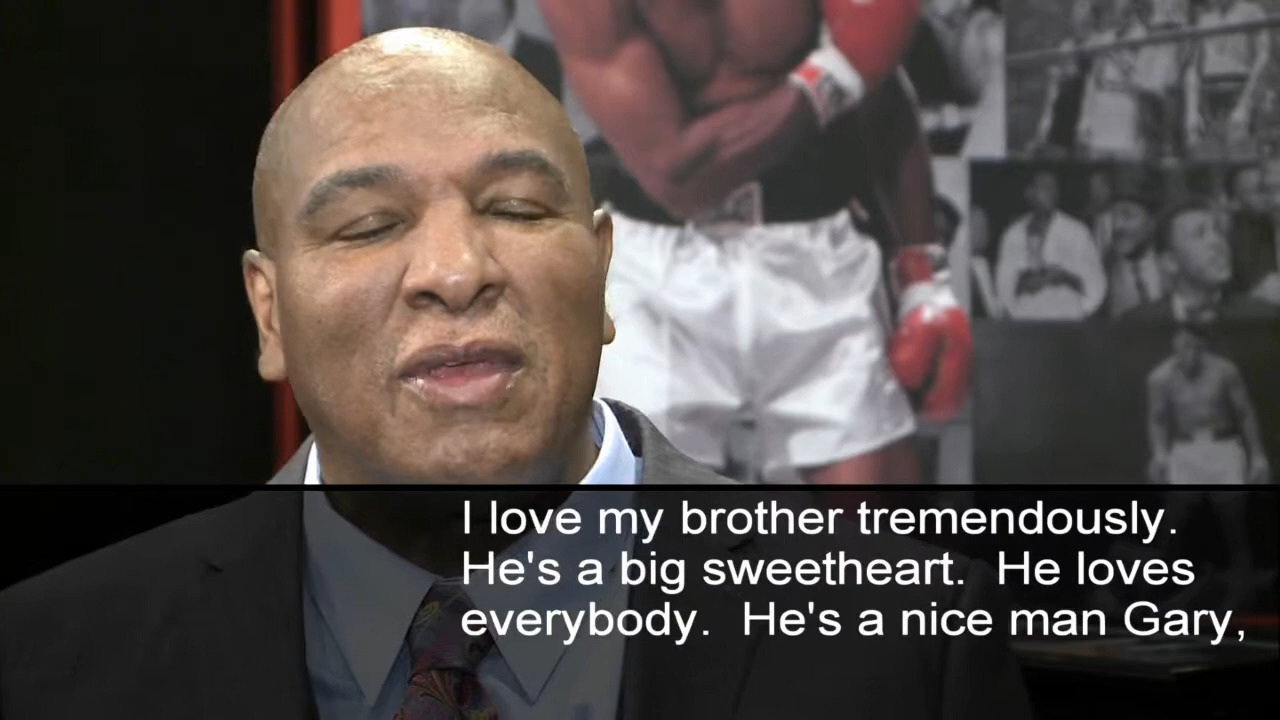 I love my brother tremendously.
He's a big sweetheart.  He loves
everybody.  He's a nice man Gary,